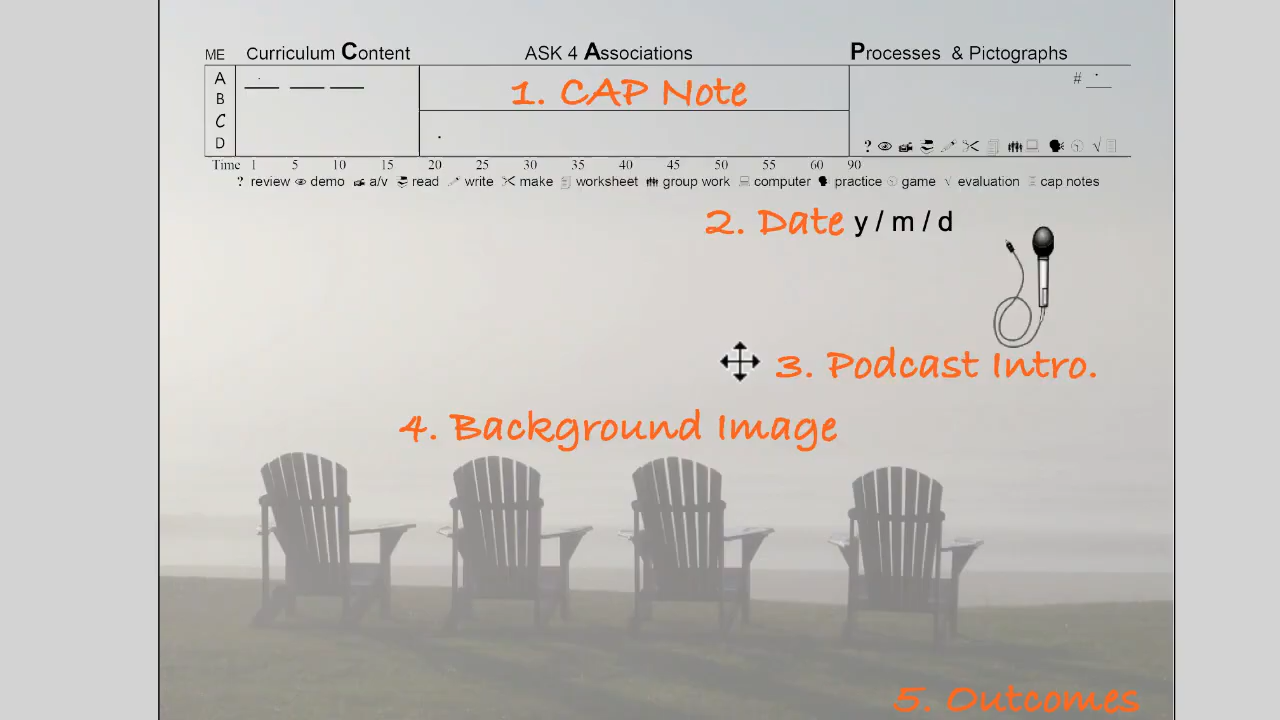 ME Curriculum Content ASK 4 Associations Processes & Pictographs
A
1. CAP Note #
B
C
D ?
Time 1 5 10 15 20 25 30 35 40 45 50 55 60 90
? review demo a/v read write make worksheet group work computer practice game √ evaluation cap notes
2. Date y / m / d
3. Podcast Intro.
4. Background Image
5. Outcomes